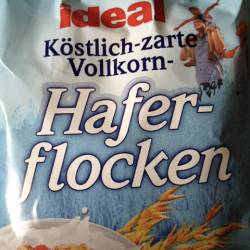 ideal
Köstlich-zarte
Vollkorn-
Hafer-
flocken